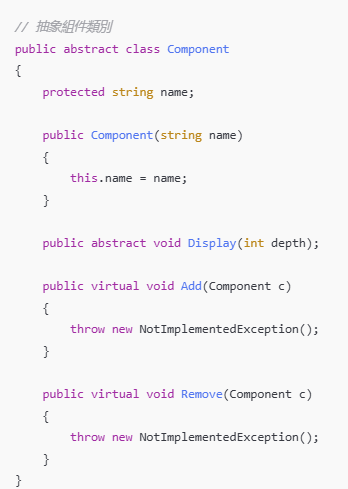 // 抽象組件類別
public abstract class Component
{
    protected string name;

    public Component(string name)
    {
        this.name = name;
    }

    public abstract void Display(int depth);

    public virtual void Add(Component c)
    {
        throw new NotImplementedException();
    }

    public virtual void Remove(Component c)
    {
        throw new NotImplementedException();
    }
}